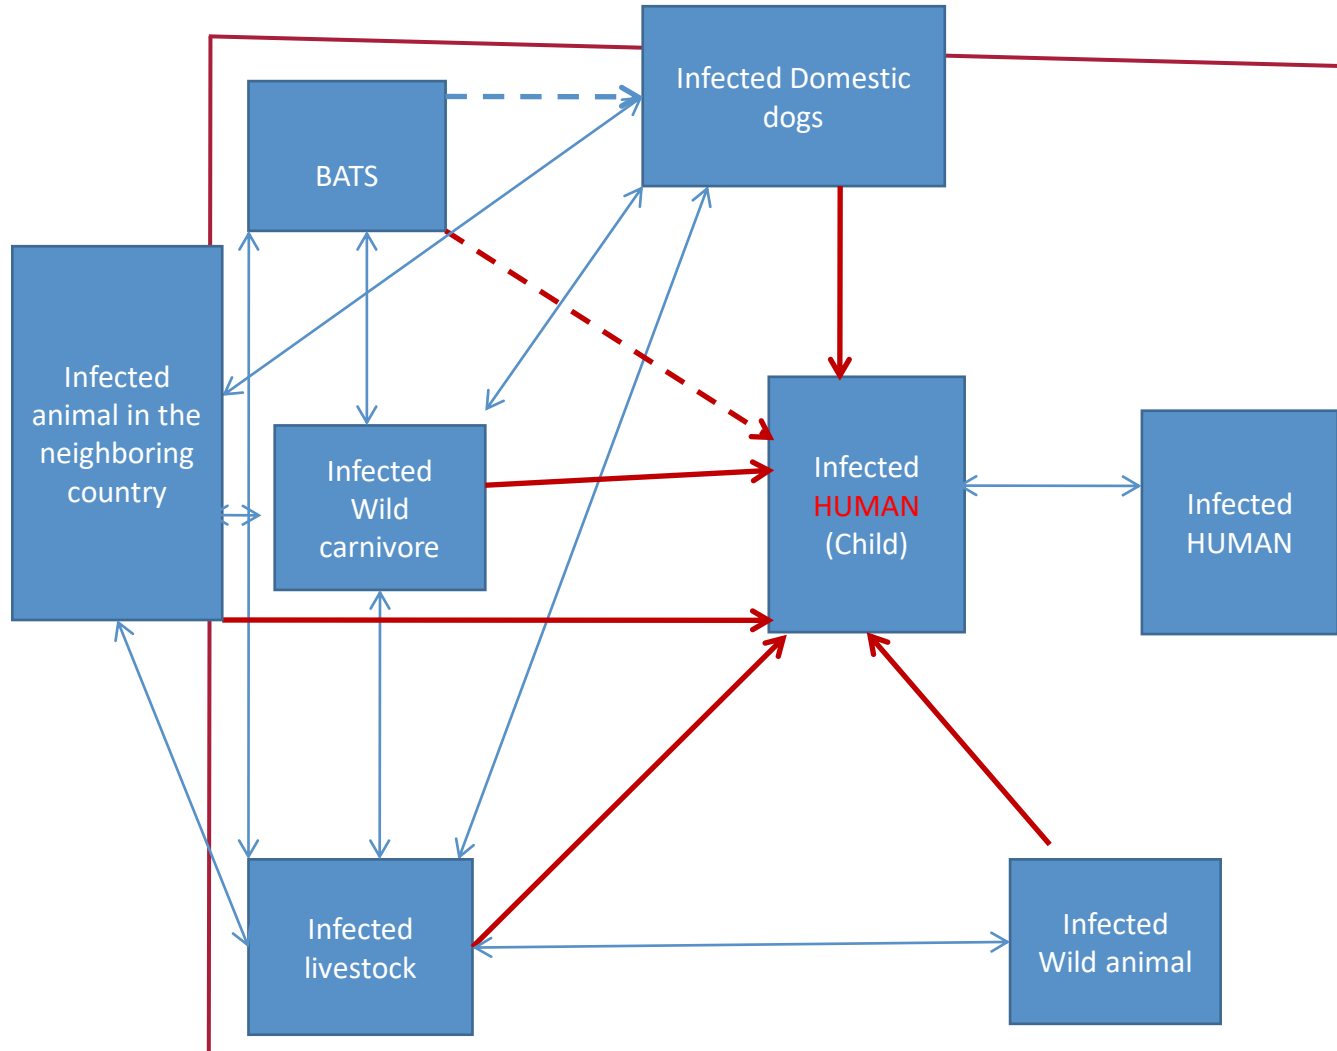 Infected Domestic
dogs
BATS
Infected
animal in the
neighboring
country
Infected
Wild
carnivore
Infected
HUMAN
(Child)
Infected
HUMAN
Infected
livestock
Infected
Wild animal